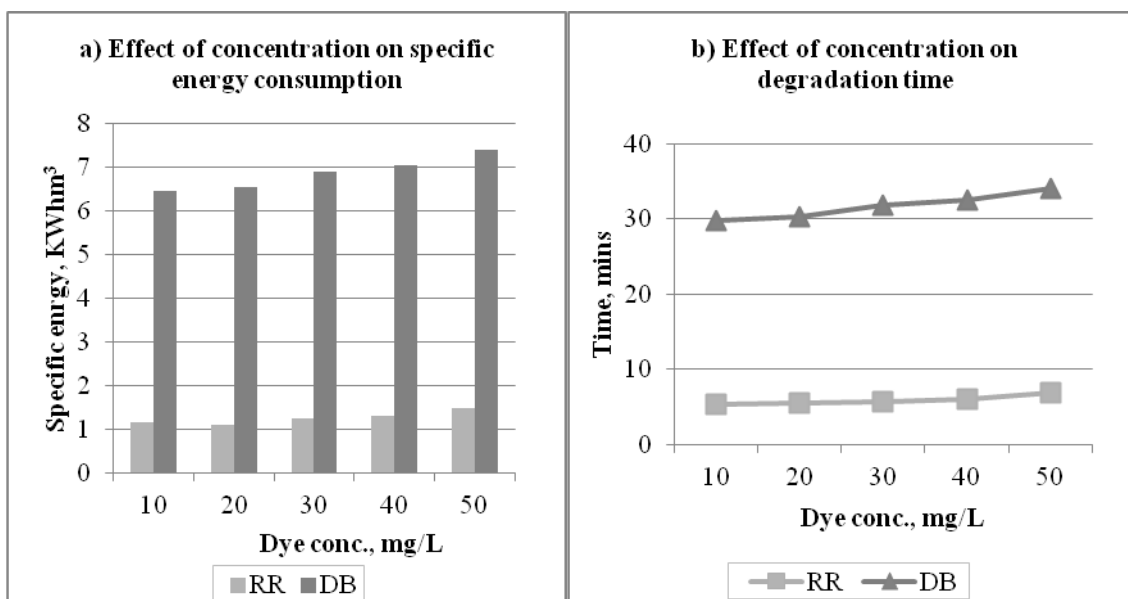 a) Effect of concentration on specific
energy consumption
8
7
6
5
4
3
2
1
0
Specific enrgy, KWhm³
10 20 30 40 50
Dye conc., mg/L
RR DB
b) Effect of concentration on
degradation time
40
30
20
10
0
Time, mins
10 20 30 40 50
Dye conc., mg/L
RR DB